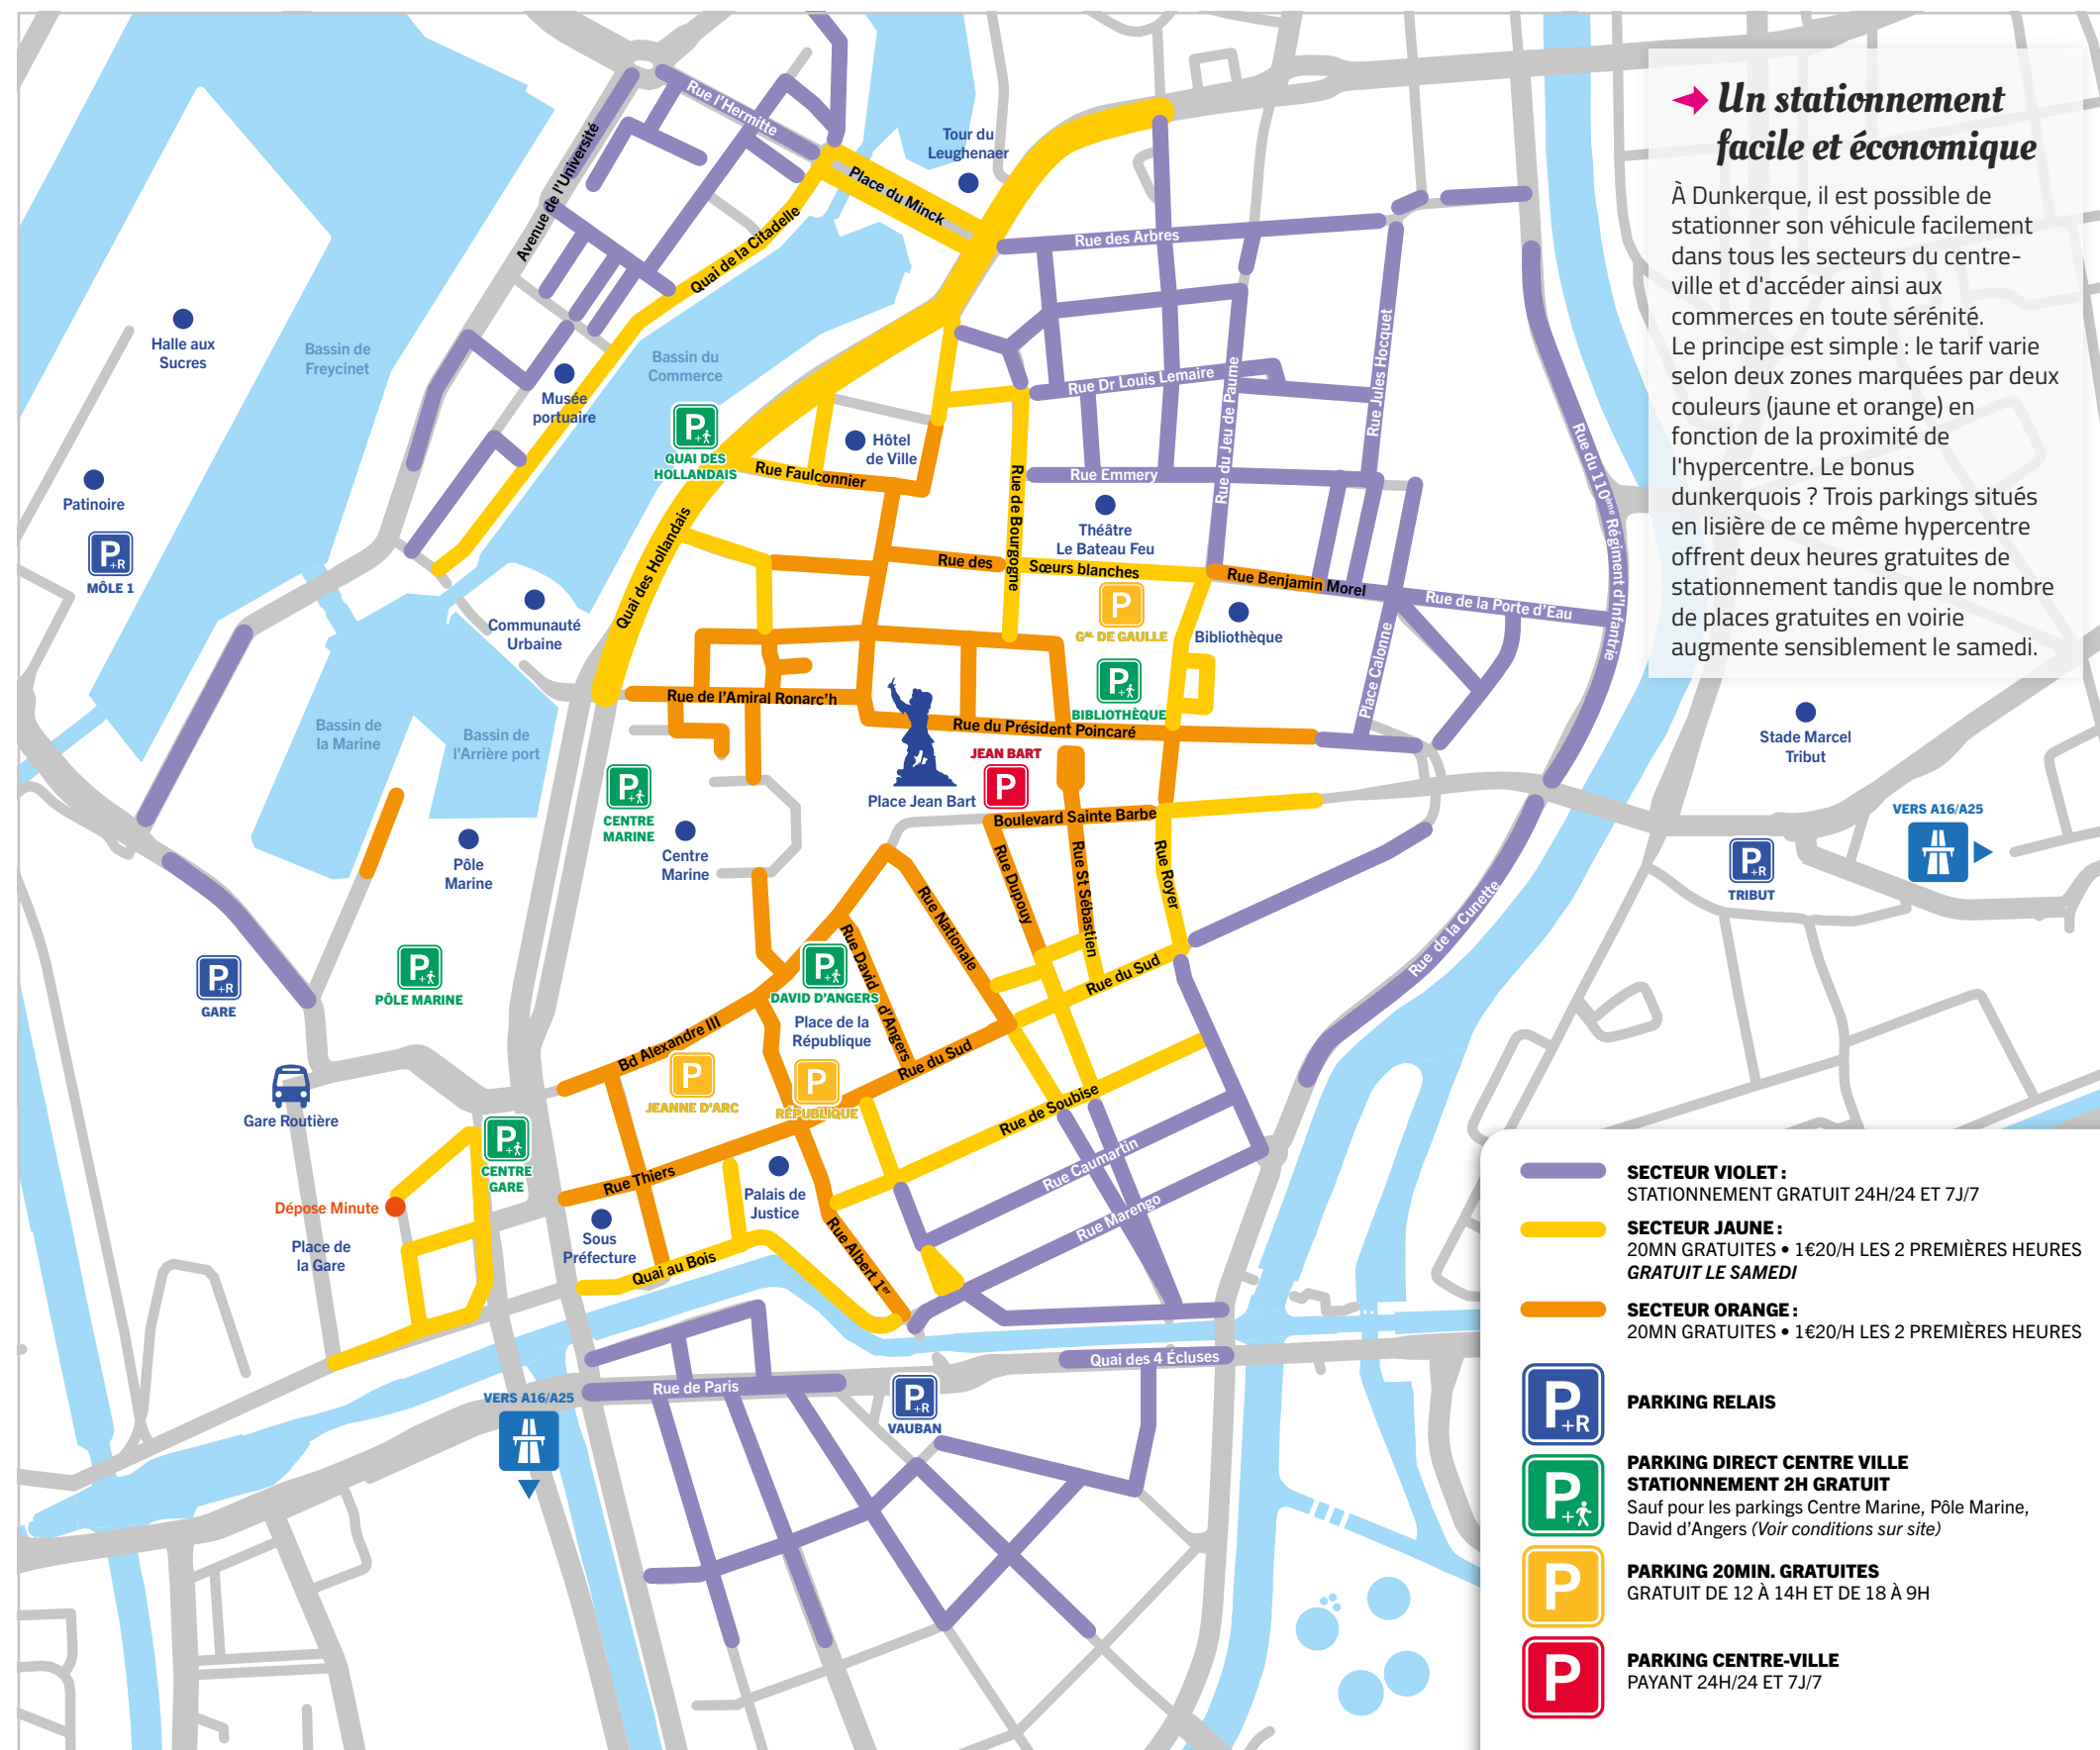 Un stationnement
facile et économique
À Dunkerque, il est possible de
stationner son véhicule facilement
dans tous les secteurs du centre-
ville et d'accéder ainsi aux
commerces en toute sérénité.
Le principe est simple : le tarif varie
selon deux zones marquées par deux
couleurs (jaune et orange) en
fonction de la proximité de
l'hypercentre. Le bonus
dunkerquois ? Trois parkings situés
en lisière de ce même hypercentre
offrent deux heures gratuites de
stationnement tandis que le nombre
de places gratuites en voirie
augmente sensiblement le samedi.
Rue l'Hermitte
Avenue de l'Université
Place du Minck
Tour du
Leughenaer
Quai de la Citadelle
Rue des Arbres
Halle aux
Sucres
Bassin de
Freycinet
Bassin du
Commerce
Musée
portuaire
Rue Dr Louis Lemaire
Rue du Jeu de Paume
Rue Jules Hocquet
Rue du 110ème Régiment d'Infantrie
P+
QUAI DES
HOLLANDAIS
Hôtel
de Ville
Rue Faulconnier
Rue de Bourgogne
Rue Emmery
Patinoire
P+R
MÔLE 1
Quai des Hollandais
Théâtre
Le Bateau Feu
Rue des
Sœurs blanches
Rue Benjamin Morel
Rue de la Porte d'Eau
Communauté
Urbaine
P
GAL DE GAULLE
Bibliothèque
Place Calonne
P+
BIBLIOTHÈQUE
Rue de l'Amiral Ronarc'h
Rue du Président Poincaré
Bassin de
la Marine
Bassin de
l'Arrière port
JEAN BART
P
Place Jean Bart
Stade Marcel
Tribut
P+
CENTRE
MARINE
Centre
Marine
Pôle
Marine
Boulevard Sainte Barbe
VERS A16/A25
P+R
TRIBUT
Rue Dupouy
Rue St Sébastien
Rue Royer
Rue Nationale
Rue David d'Angers
Rue de la Cunette
P+R
GARE
P+
PÔLE MARINE
P+
DAVID D'ANGERS
Place de la
République
Rue du Sud
Bd Alexandre III
Rue du Sud
P
JEANNE D'ARC
P
RÉPUBLIQUE
Gare Routière
Rue de Soubise
P+
CENTRE
GARE
Rue Caumartin
Rue Thiers
Palais de
Justice
Dépose Minute
Place de
la Gare
Sous
Préfecture
Rue Marengo
Rue Albert 1er
Quai au Bois
Quai des 4 Écluses
Rue de Paris
VERS A16/A25
P+R
VAUBAN
SECTEUR VIOLET :
STATIONNEMENT GRATUIT 24H/24 ET 7J/7
SECTEUR JAUNE :
20MN GRATUITES • 1€20/H LES 2 PREMIÈRES HEURES
GRATUIT LE SAMEDI
SECTEUR ORANGE :
20MN GRATUITES • 1€20/H LES 2 PREMIÈRES HEURES
P+R
PARKING RELAIS
P+
PARKING DIRECT CENTRE VILLE
STATIONNEMENT 2H GRATUIT
Sauf pour les parkings Centre Marine, Pôle Marine,
David d'Angers (Voir conditions sur site)
P
PARKING 20MIN. GRATUITES
GRATUIT DE 12 À 14H ET DE 18 À 9H
P
PARKING CENTRE-VILLE
PAYANT 24H/24 ET 7J/7